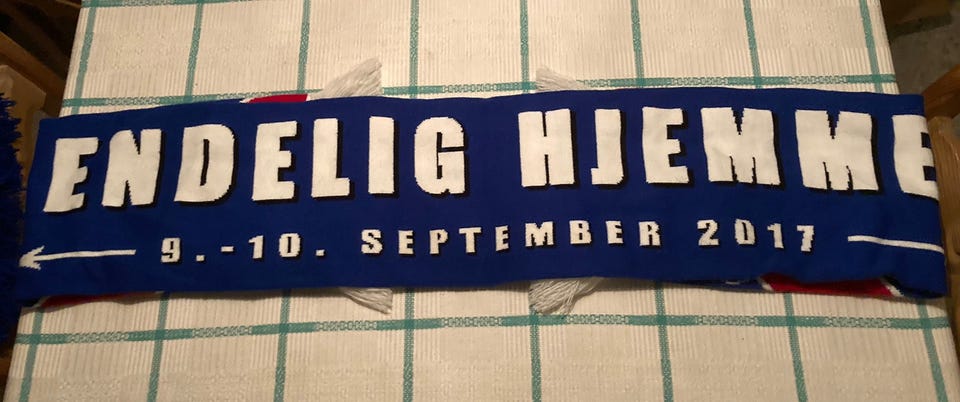 ENDELIG HJEMME
9.-10. SEPTEMBER 2017